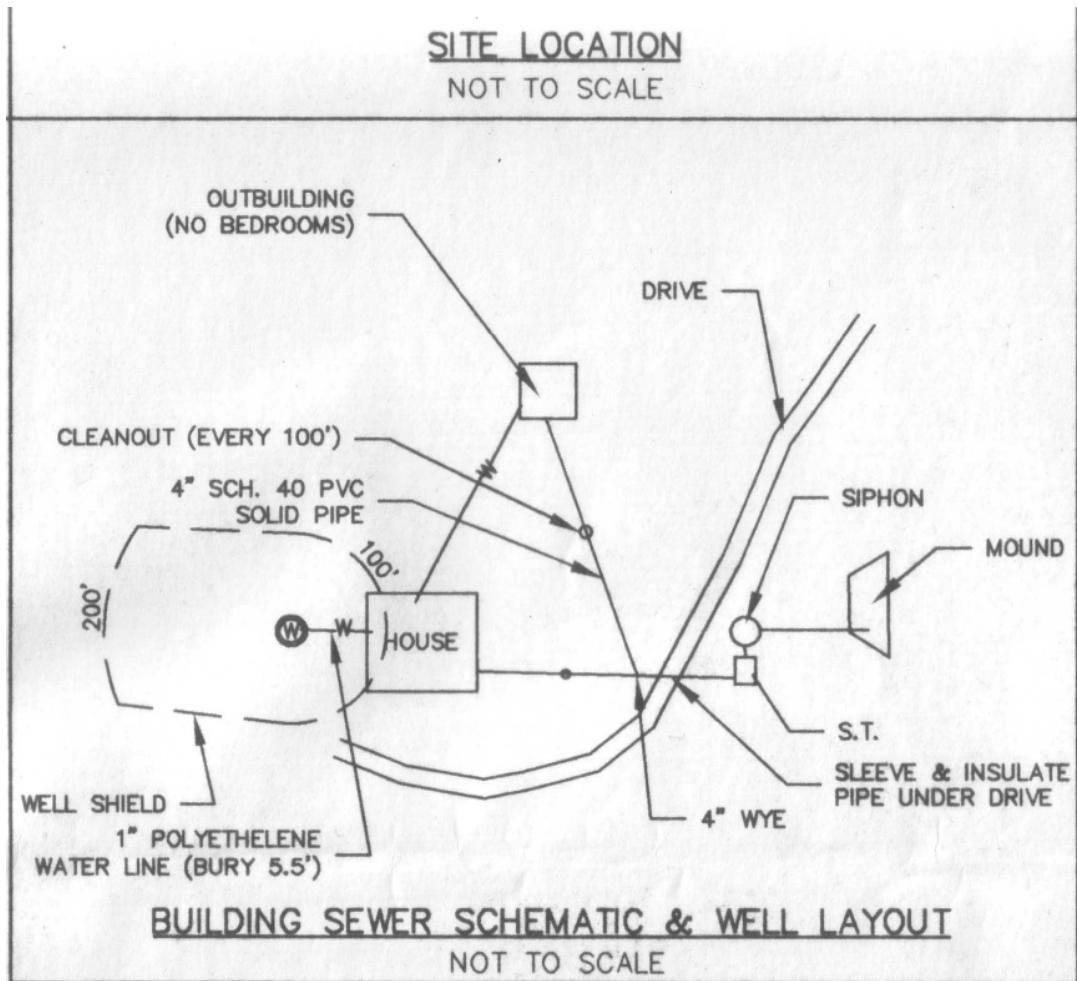 SITE LOCATION
NOT TO SCALE
OUTBUILDING
(NO BEDROOMS)
DRIVE
CLEANOUT (EVERY 100')
4" SCH. 40 PVC
SOLID PIPE
SIPHON
MOUND
100'
200'
W
W
HOUSE
S.T.
SLEEVE & INSULATE
PIPE UNDER DRIVE
WELL SHIELD
4" WYE
1" POLYETHELENE
WATER LINE (BURY 5.5')
BUILDING SEWER SCHEMATIC & WELL LAYOUT
NOT TO SCALE